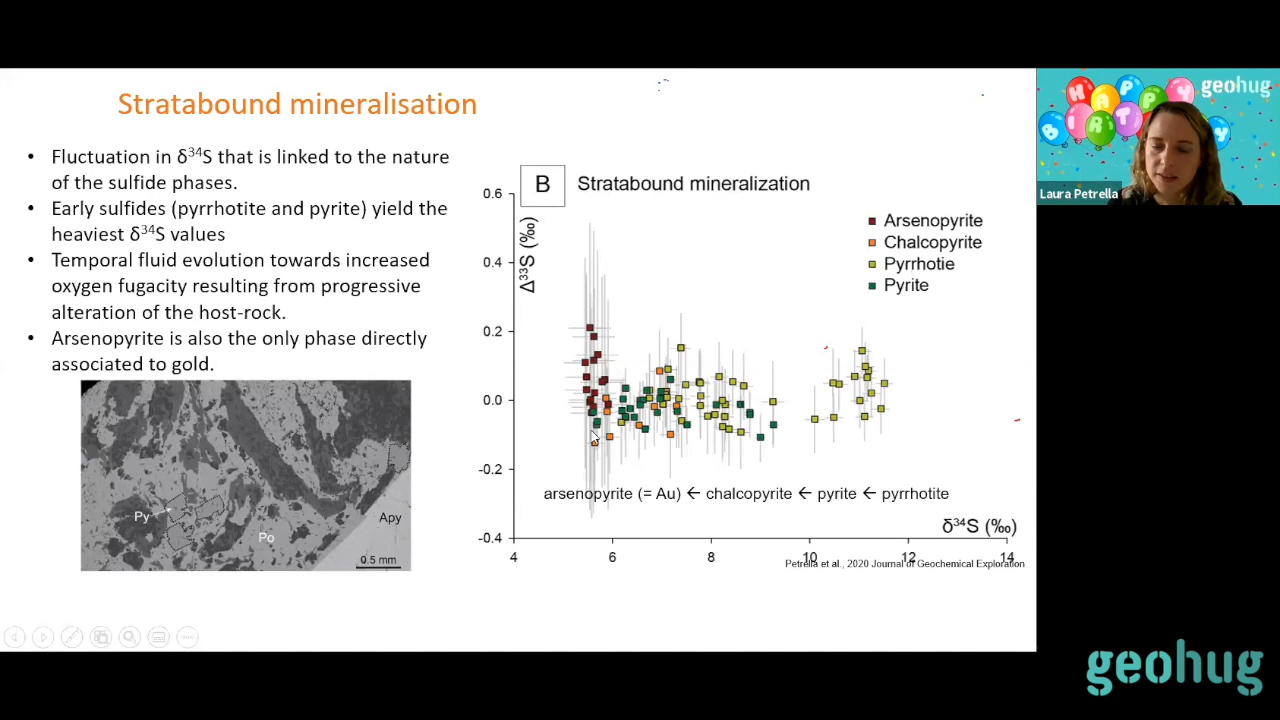 Stratabound mineralisation
• Fluctuation in δ³⁴S that is linked to the nature
of the sulfide phases.
• Early sulfides (pyrrhotite and pyrite) yield the
heaviest δ³⁴S values
• Temporal fluid evolution towards increased
oxygen fugacity resulting from progressive
alteration of the host-rock.
• Arsenopyrite is also the only phase directly
associated to gold.
Py
Po
Apy
0.5 mm
B Stratabound mineralization
Arsenopyrite
Chalcopyrite
Pyrrhotie
Pyrite
Δ³³S (‰)
0.6
0.4
0.2
0.0
-0.2
-0.4
arsenopyrite (= Au) ← chalcopyrite ← pyrite ← pyrrhotite
δ³⁴S (‰)
4 6 8 10 12 14
Petrella et al., 2020 Journal of Geochemical Exploration
geohug
HAPPY
BIRT Y
Laura Petrella
geohug